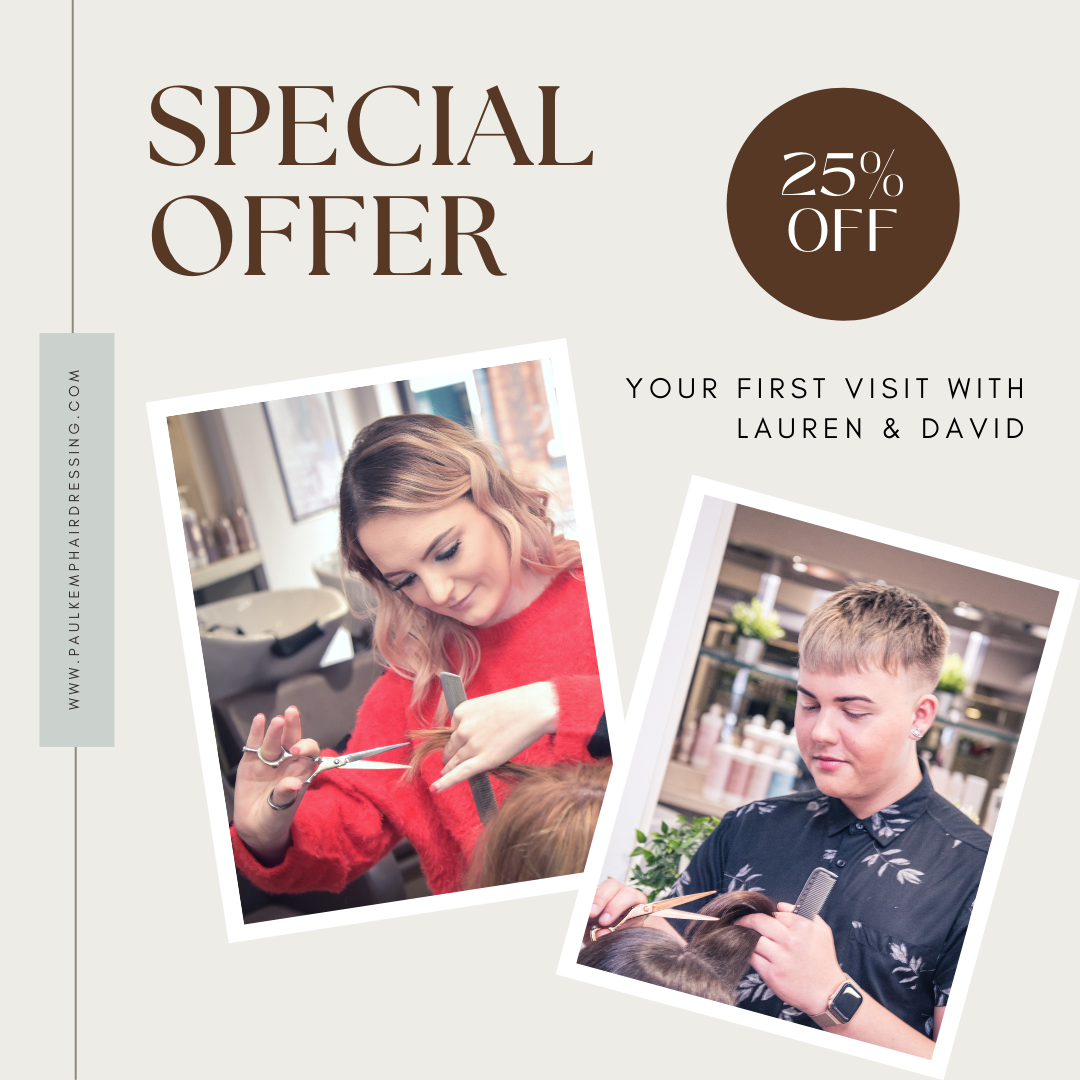 SPECIAL
OFFER
25%
OFF
YOUR FIRST VISIT WITH
LAUREN & DAVID
WWW.PAULKEMPHAIRDRESSING.COM